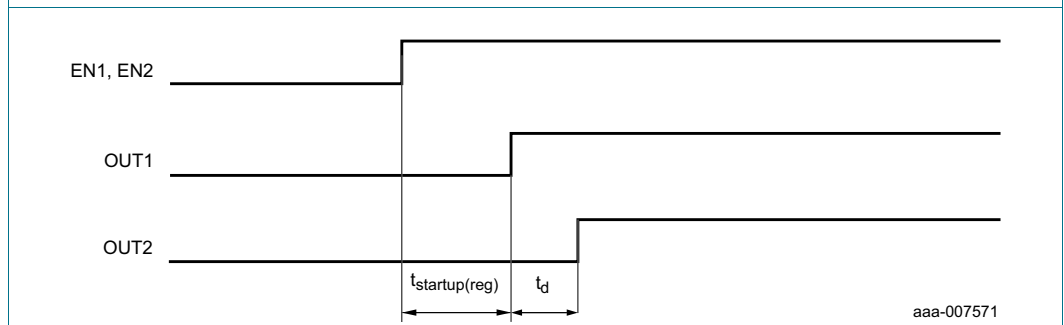 EN1, EN2
OUT1
OUT2
tstartup(reg) td
aaa-007571